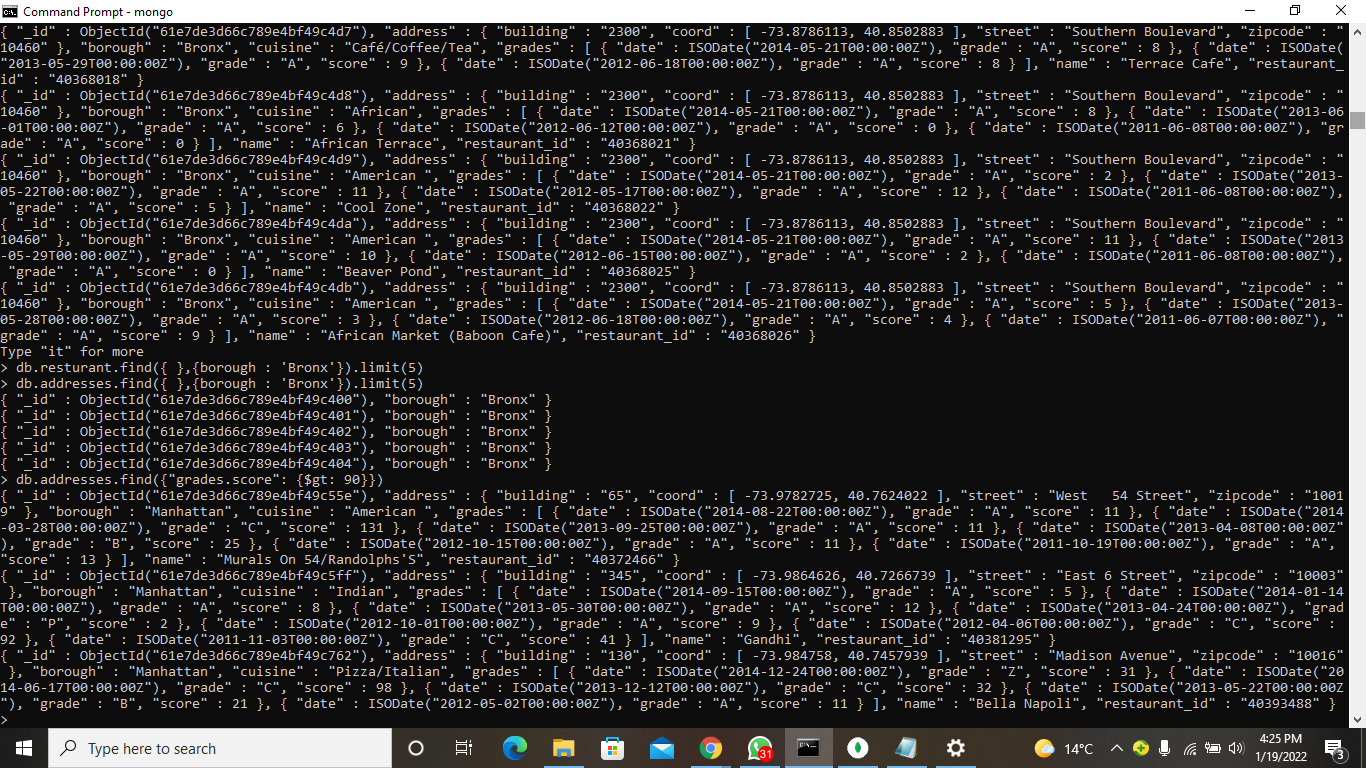 Command Prompt - mongo
{ "_id" : ObjectId("61e7de3d66c789e4bf49c4d7"), "address" : { "building" : "2300", "coord" : [ -73.8786113, 40.8502883 ], "street" : "Southern Boulevard", "zipcode" : "
10460" }, "borough" : "Bronx", "cuisine" : "Café/Coffee/Tea", "grades" : [ { "date" : ISODate("2014-05-21T00:00:00Z"), "grade" : "A", "score" : 8 }, { "date" : ISODate(
"2013-05-29T00:00:00Z"), "grade" : "A", "score" : 9 }, { "date" : ISODate("2012-06-18T00:00:00Z"), "grade" : "A", "score" : 8 } ], "name" : "Terrace Cafe", "restaurant_
id" : "40368018" }
{ "_id" : ObjectId("61e7de3d66c789e4bf49c4d8"), "address" : { "building" : "2300", "coord" : [ -73.8786113, 40.8502883 ], "street" : "Southern Boulevard", "zipcode" : "
10460" }, "borough" : "Bronx", "cuisine" : "African", "grades" : [ { "date" : ISODate("2014-05-21T00:00:00Z"), "grade" : "A", "score" : 8 }, { "date" : ISODate("2013-06
-01T00:00:00Z"), "grade" : "A", "score" : 6 }, { "date" : ISODate("2012-06-12T00:00:00Z"), "grade" : "A", "score" : 0 }, { "date" : ISODate("2011-06-08T00:00:00Z"), "gr
ade" : "A", "score" : 0 } ], "name" : "African Terrace", "restaurant_id" : "40368021" }
{ "_id" : ObjectId("61e7de3d66c789e4bf49c4d9"), "address" : { "building" : "2300", "coord" : [ -73.8786113, 40.8502883 ], "street" : "Southern Boulevard", "zipcode" : "
10460" }, "borough" : "Bronx", "cuisine" : "American ", "grades" : [ { "date" : ISODate("2014-05-21T00:00:00Z"), "grade" : "A", "score" : 2 }, { "date" : ISODate("2013-
05-22T00:00:00Z"), "grade" : "A", "score" : 11 }, { "date" : ISODate("2012-05-17T00:00:00Z"), "grade" : "A", "score" : 12 }, { "date" : ISODate("2011-06-08T00:00:00Z"),
"grade" : "A", "score" : 5 } ], "name" : "Cool Zone", "restaurant_id" : "40368022" }
{ "_id" : ObjectId("61e7de3d66c789e4bf49c4da"), "address" : { "building" : "2300", "coord" : [ -73.8786113, 40.8502883 ], "street" : "Southern Boulevard", "zipcode" : "
10460" }, "borough" : "Bronx", "cuisine" : "American ", "grades" : [ { "date" : ISODate("2014-05-21T00:00:00Z"), "grade" : "A", "score" : 11 }, { "date" : ISODate("2013
-05-29T00:00:00Z"), "grade" : "A", "score" : 10 }, { "date" : ISODate("2012-06-15T00:00:00Z"), "grade" : "A", "score" : 2 }, { "date" : ISODate("2011-06-08T00:00:00Z"),
"grade" : "A", "score" : 0 } ], "name" : "Beaver Pond", "restaurant_id" : "40368025" }
{ "_id" : ObjectId("61e7de3d66c789e4bf49c4db"), "address" : { "building" : "2300", "coord" : [ -73.8786113, 40.8502883 ], "street" : "Southern Boulevard", "zipcode" : "
10460" }, "borough" : "Bronx", "cuisine" : "American ", "grades" : [ { "date" : ISODate("2014-05-21T00:00:00Z"), "grade" : "A", "score" : 5 }, { "date" : ISODate("2013-
05-28T00:00:00Z"), "grade" : "A", "score" : 3 }, { "date" : ISODate("2012-06-18T00:00:00Z"), "grade" : "A", "score" : 4 }, { "date" : ISODate("2011-06-07T00:00:00Z"), "
grade" : "A", "score" : 9 } ], "name" : "African Market (Baboon Cafe)", "restaurant_id" : "40368026" }
Type "it" for more
> db.resturant.find({ },{borough : 'Bronx'}).limit(5)
> db.addresses.find({ },{borough : 'Bronx'}).limit(5)
{ "_id" : ObjectId("61e7de3d66c789e4bf49c400"), "borough" : "Bronx" }
{ "_id" : ObjectId("61e7de3d66c789e4bf49c401"), "borough" : "Bronx" }
{ "_id" : ObjectId("61e7de3d66c789e4bf49c402"), "borough" : "Bronx" }
{ "_id" : ObjectId("61e7de3d66c789e4bf49c403"), "borough" : "Bronx" }
{ "_id" : ObjectId("61e7de3d66c789e4bf49c404"), "borough" : "Bronx" }
> db.addresses.find({"grades.score": {$gt: 90}})
{ "_id" : ObjectId("61e7de3d66c789e4bf49c55e"), "address" : { "building" : "65", "coord" : [ -73.9782725, 40.7624022 ], "street" : "West   54 Street", "zipcode" : "1001
9" }, "borough" : "Manhattan", "cuisine" : "American ", "grades" : [ { "date" : ISODate("2014-08-22T00:00:00Z"), "grade" : "A", "score" : 11 }, { "date" : ISODate("2014
-03-28T00:00:00Z"), "grade" : "C", "score" : 131 }, { "date" : ISODate("2013-09-25T00:00:00Z"), "grade" : "A", "score" : 11 }, { "date" : ISODate("2013-04-08T00:00:00Z"
), "grade" : "B", "score" : 25 }, { "date" : ISODate("2012-10-15T00:00:00Z"), "grade" : "A", "score" : 11 }, { "date" : ISODate("2011-10-19T00:00:00Z"), "grade" : "A",
"score" : 13 } ], "name" : "Murals On 54/Randolphs'S", "restaurant_id" : "40372466" }
{ "_id" : ObjectId("61e7de3d66c789e4bf49c5ff"), "address" : { "building" : "345", "coord" : [ -73.9864626, 40.7266739 ], "street" : "East 6 Street", "zipcode" : "10003"
}, "borough" : "Manhattan", "cuisine" : "Indian", "grades" : [ { "date" : ISODate("2014-09-15T00:00:00Z"), "grade" : "A", "score" : 5 }, { "date" : ISODate("2014-01-14
T00:00:00Z"), "grade" : "A", "score" : 8 }, { "date" : ISODate("2013-05-30T00:00:00Z"), "grade" : "A", "score" : 12 }, { "date" : ISODate("2013-04-24T00:00:00Z"), "grad
e" : "P", "score" : 2 }, { "date" : ISODate("2012-10-01T00:00:00Z"), "grade" : "A", "score" : 9 }, { "date" : ISODate("2012-04-06T00:00:00Z"), "grade" : "C", "score" :
92 }, { "date" : ISODate("2011-11-03T00:00:00Z"), "grade" : "C", "score" : 41 } ], "name" : "Gandhi", "restaurant_id" : "40381295" }
{ "_id" : ObjectId("61e7de3d66c789e4bf49c762"), "address" : { "building" : "130", "coord" : [ -73.984758, 40.7457939 ], "street" : "Madison Avenue", "zipcode" : "10016"
}, "borough" : "Manhattan", "cuisine" : "Pizza/Italian", "grades" : [ { "date" : ISODate("2014-12-24T00:00:00Z"), "grade" : "Z", "score" : 31 }, { "date" : ISODate("20
14-06-17T00:00:00Z"), "grade" : "C", "score" : 98 }, { "date" : ISODate("2013-12-12T00:00:00Z"), "grade" : "C", "score" : 32 }, { "date" : ISODate("2013-05-22T00:00:00Z
"), "grade" : "B", "score" : 21 }, { "date" : ISODate("2012-05-02T00:00:00Z"), "grade" : "A", "score" : 11 } ], "name" : "Bella Napoli", "restaurant_id" : "40393488" }
>
Type here to search
31
14°C
4:25 PM
1/19/2022
3